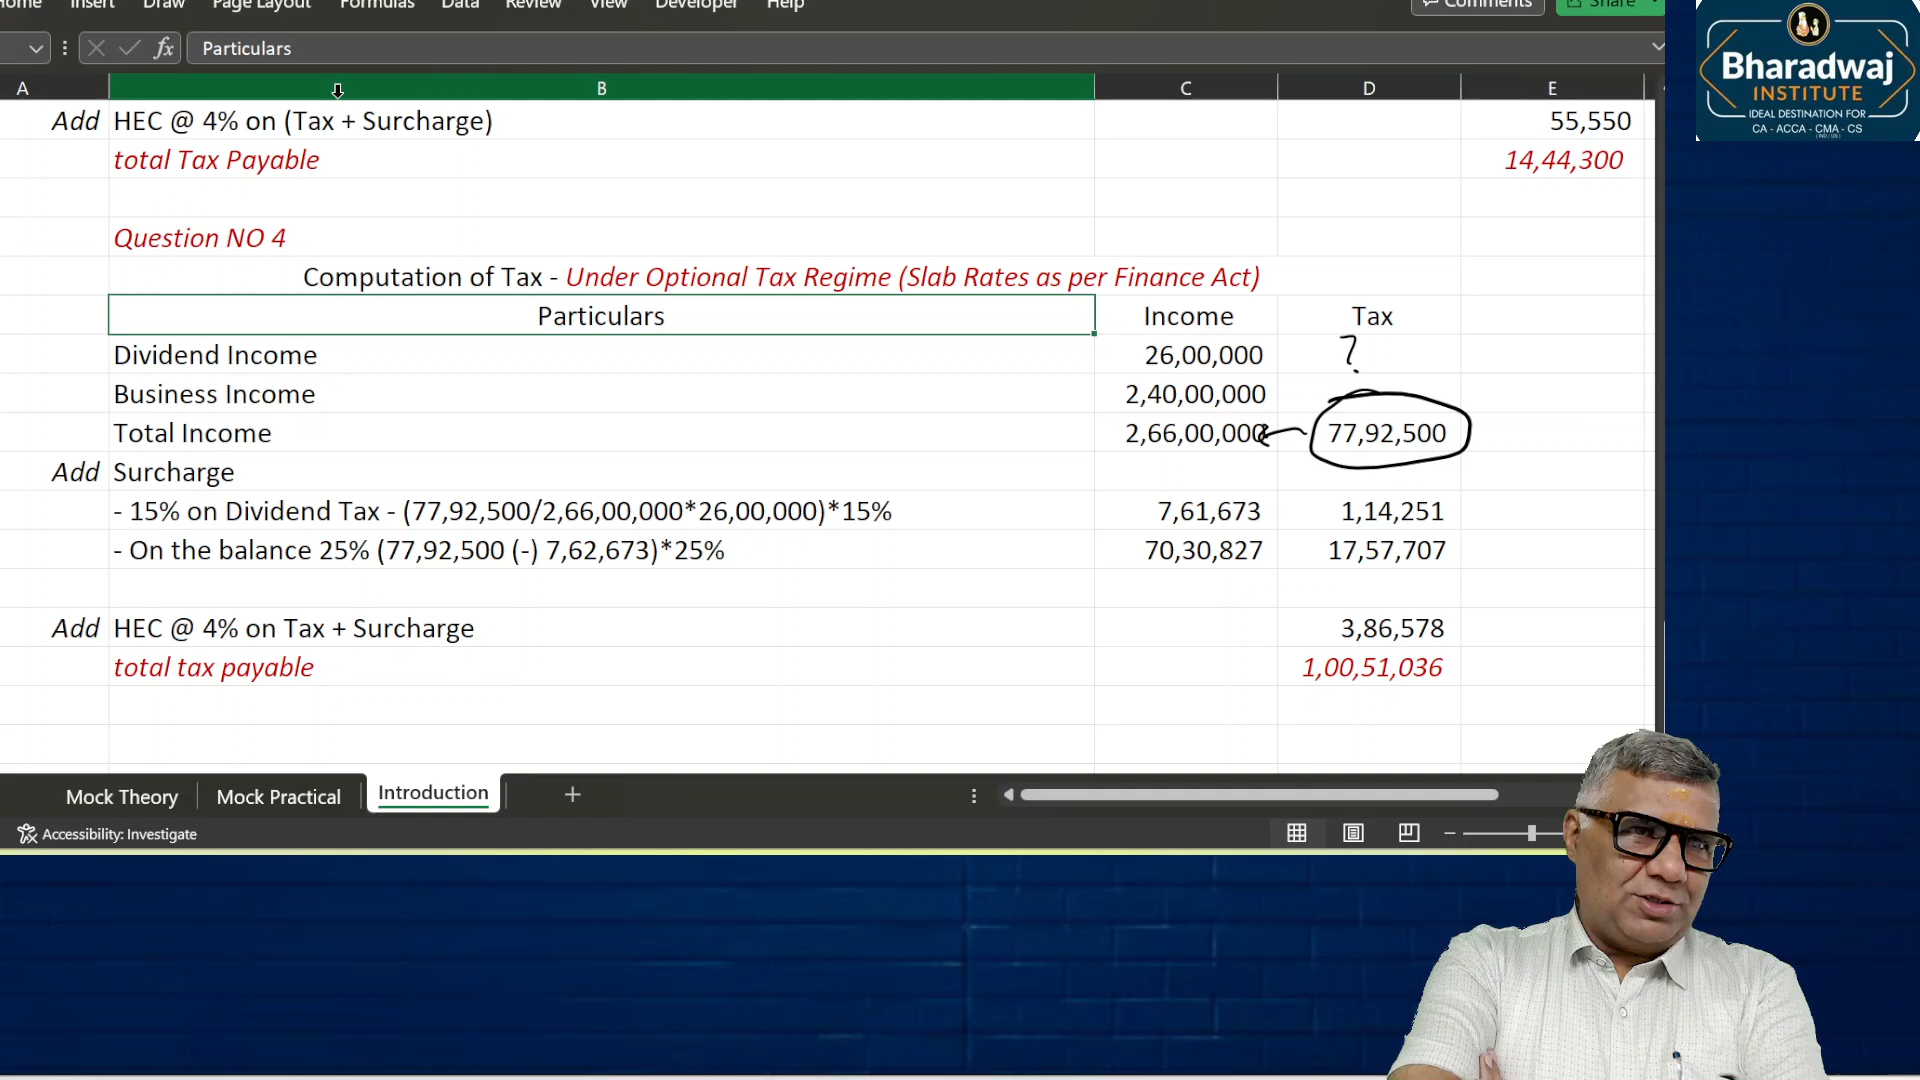 Home Insert Draw Page Layout Formulas Data Review View Developer Help Comments Share
fx Particulars
A B C D E
Add HEC @ 4% on (Tax + Surcharge) 55,550
total Tax Payable 14,44,300
Question NO 4
Computation of Tax - Under Optional Tax Regime (Slab Rates as per Finance Act)
Particulars Income Tax
Dividend Income 26,00,000 ?
Business Income 2,40,00,000
Total Income 2,66,00,000 77,92,500
Add Surcharge
- 15% on Dividend Tax - (77,92,500/2,66,00,000*26,00,000)*15% 7,61,673 1,14,251
- On the balance 25% (77,92,500 (-) 7,62,673)*25% 70,30,827 17,57,707
Add HEC @ 4% on Tax + Surcharge 3,86,578
total tax payable 1,00,51,036
Mock Theory Mock Practical Introduction
Accessibility: Investigate
Bharadwaj
INSTITUTE
IDEAL DESTINATION FOR
CA - ACCA - CMA - CS